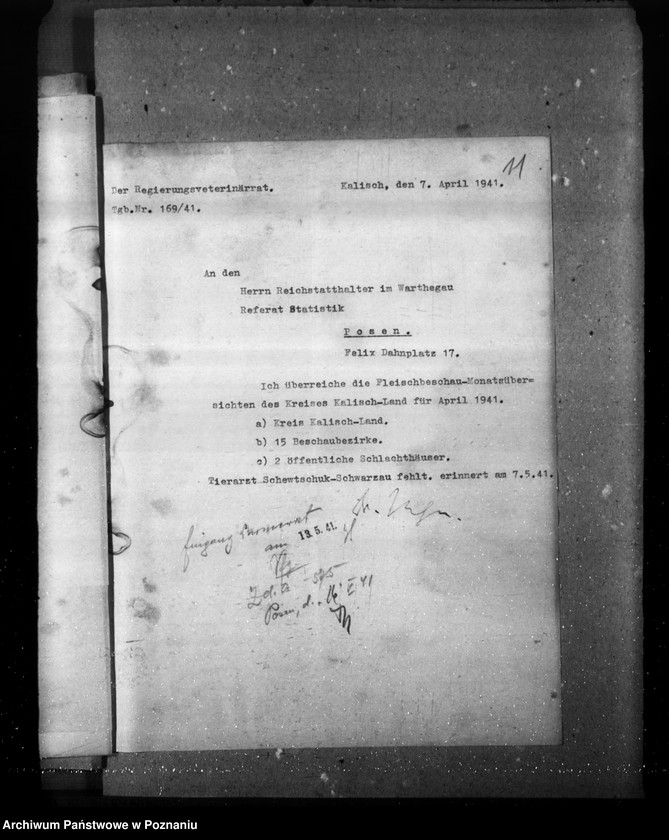 11
Der Regierungsveterinärrat.
Kalisch, den 7. April 1941.
Tgb.Nr. 169/41.
An den
Herrn Reichstatthalter im Warthegau
Referat Statistik
Posen.
Felix Dahnplatz 17.
Ich überreiche die Fleischbeschau-Monatsüber=
sichten des Kreises Kalisch-Land für April 1941.
a) Kreis Kalisch-Land.
b) 15 Beschaubezirke.
c) 2 öffentliche Schlachthäuser.
Tierarzt Schewtschuk-Schwarzau fehlt. erinnert am 7.5.41.
Eingang
am 13.5.41.
Z.d.A
Posen, d.
Archiwum Państwowe w Poznaniu